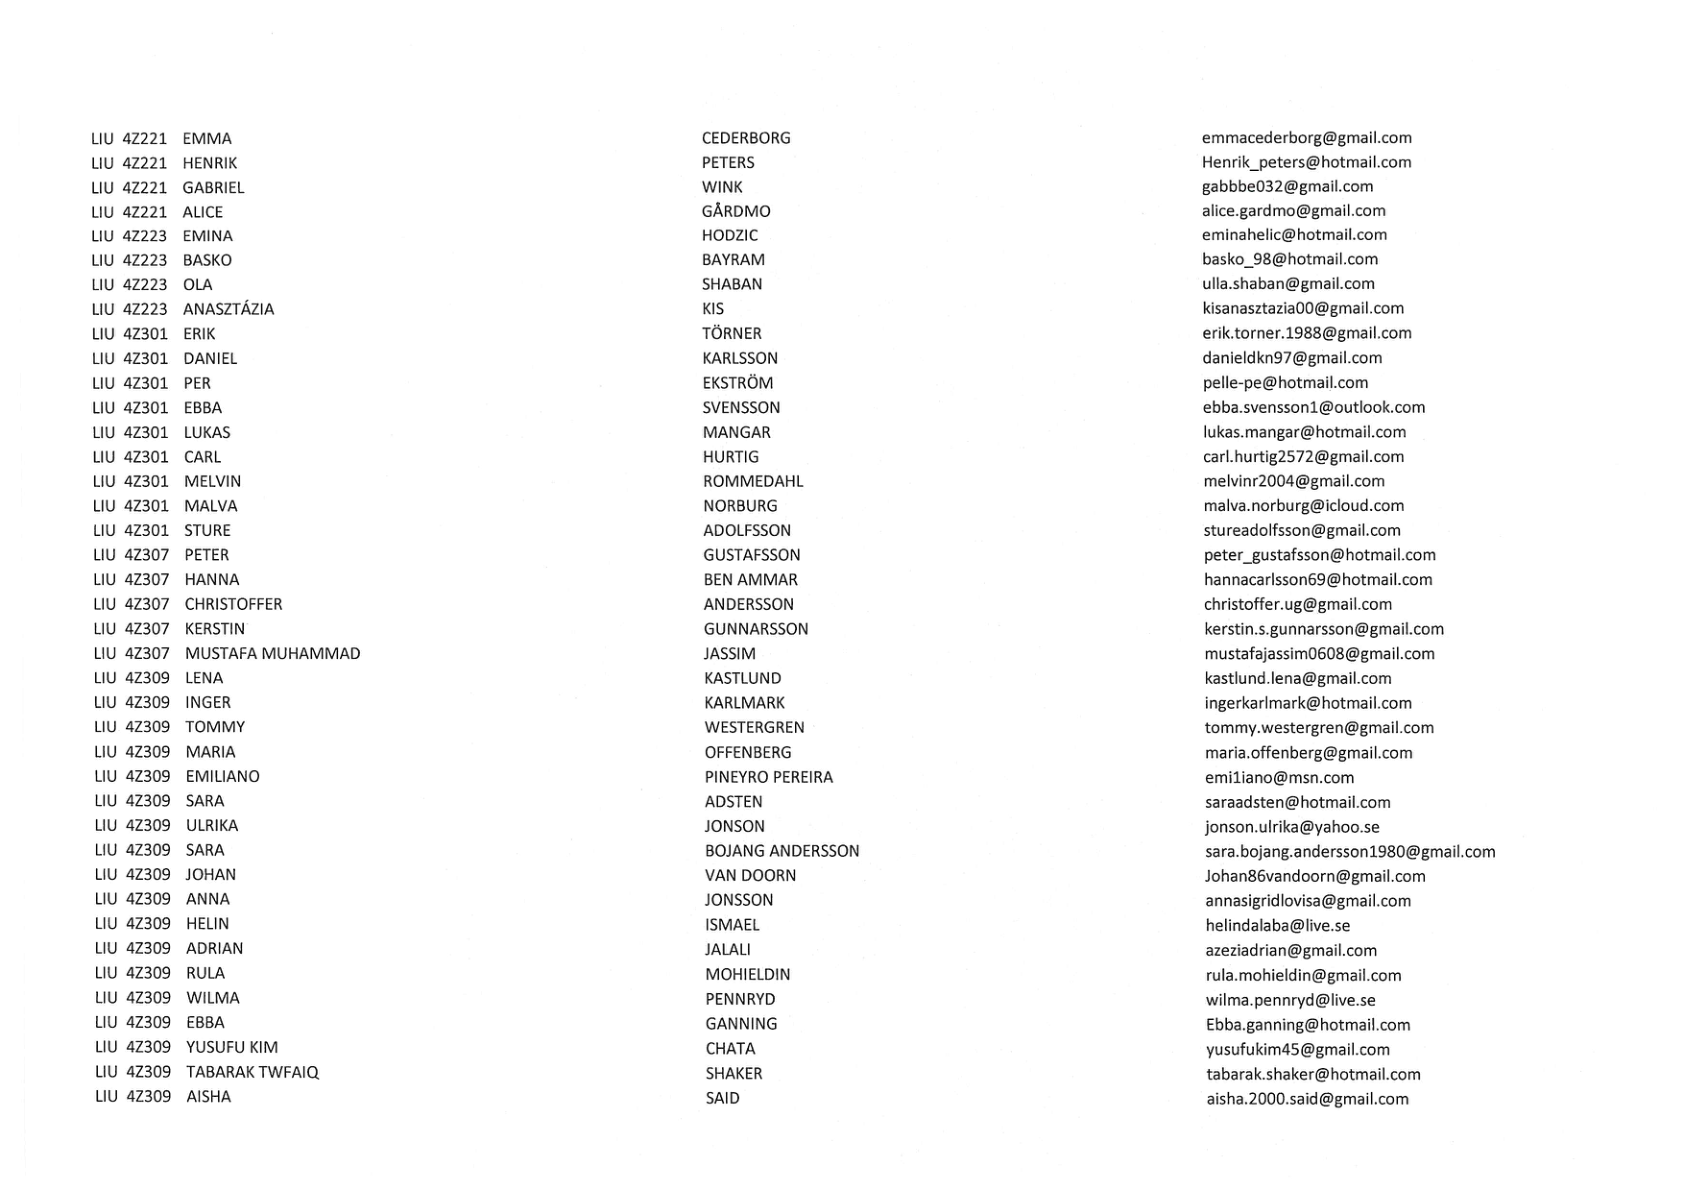 LIU 4Z221 EMMA CEDERBORG emmacederborg@gmail.com
LIU 4Z221 HENRIK PETERS Henrik_peters@hotmail.com
LIU 4Z221 GABRIEL WINK gabbbe032@gmail.com
LIU 4Z221 ALICE GÅRDMO alice.gardmo@gmail.com
LIU 4Z223 EMINA HODZIC eminahelic@hotmail.com
LIU 4Z223 BASKO BAYRAM basko_98@hotmail.com
LIU 4Z223 OLA SHABAN ulla.shaban@gmail.com
LIU 4Z223 ANASZTÁZIA KIS kisanasztazia00@gmail.com
LIU 4Z301 ERIK TÖRNER erik.torner.1988@gmail.com
LIU 4Z301 DANIEL KARLSSON danieldkn97@gmail.com
LIU 4Z301 PER EKSTRÖM pelle-pe@hotmail.com
LIU 4Z301 EBBA SVENSSON ebba.svensson1@outlook.com
LIU 4Z301 LUKAS MANGAR lukas.mangar@hotmail.com
LIU 4Z301 CARL HURTIG carl.hurtig2572@gmail.com
LIU 4Z301 MELVIN ROMMEDAHL melvinr2004@gmail.com
LIU 4Z301 MALVA NORBURG malva.norburg@icloud.com
LIU 4Z301 STURE ADOLFSSON stureadolfsson@gmail.com
LIU 4Z307 PETER GUSTAFSSON peter_gustafsson@hotmail.com
LIU 4Z307 HANNA BEN AMMAR hannacarlsson69@hotmail.com
LIU 4Z307 CHRISTOFFER ANDERSSON christoffer.ug@gmail.com
LIU 4Z307 KERSTIN GUNNARSSON kerstin.s.gunnarsson@gmail.com
LIU 4Z307 MUSTAFA MUHAMMAD JASSIM mustafajassim0608@gmail.com
LIU 4Z309 LENA KASTLUND kastlund.lena@gmail.com
LIU 4Z309 INGER KARLMARK ingerkarlmark@hotmail.com
LIU 4Z309 TOMMY WESTERGREN tommy.westergren@gmail.com
LIU 4Z309 MARIA OFFENBERG maria.offenberg@gmail.com
LIU 4Z309 EMILIANO PINEYRO PEREIRA emi1iano@msn.com
LIU 4Z309 SARA ADSTEN saraadsten@hotmail.com
LIU 4Z309 ULRIKA JONSON jonson.ulrika@yahoo.se
LIU 4Z309 SARA BOJANG ANDERSSON sara.bojang.andersson1980@gmail.com
LIU 4Z309 JOHAN VAN DOORN Johan86vandoorn@gmail.com
LIU 4Z309 ANNA JONSSON annasigridlovisa@gmail.com
LIU 4Z309 HELIN ISMAEL helindalaba@live.se
LIU 4Z309 ADRIAN JALALI azeziadrian@gmail.com
LIU 4Z309 RULA MOHIELDIN rula.mohieldin@gmail.com
LIU 4Z309 WILMA PENNRYD wilma.pennryd@live.se
LIU 4Z309 EBBA GANNING Ebba.ganning@hotmail.com
LIU 4Z309 YUSUFU KIM CHATA yusufukim45@gmail.com
LIU 4Z309 TABARAK TWFAIQ SHAKER tabarak.shaker@hotmail.com
LIU 4Z309 AISHA SAID aisha.2000.said@gmail.com